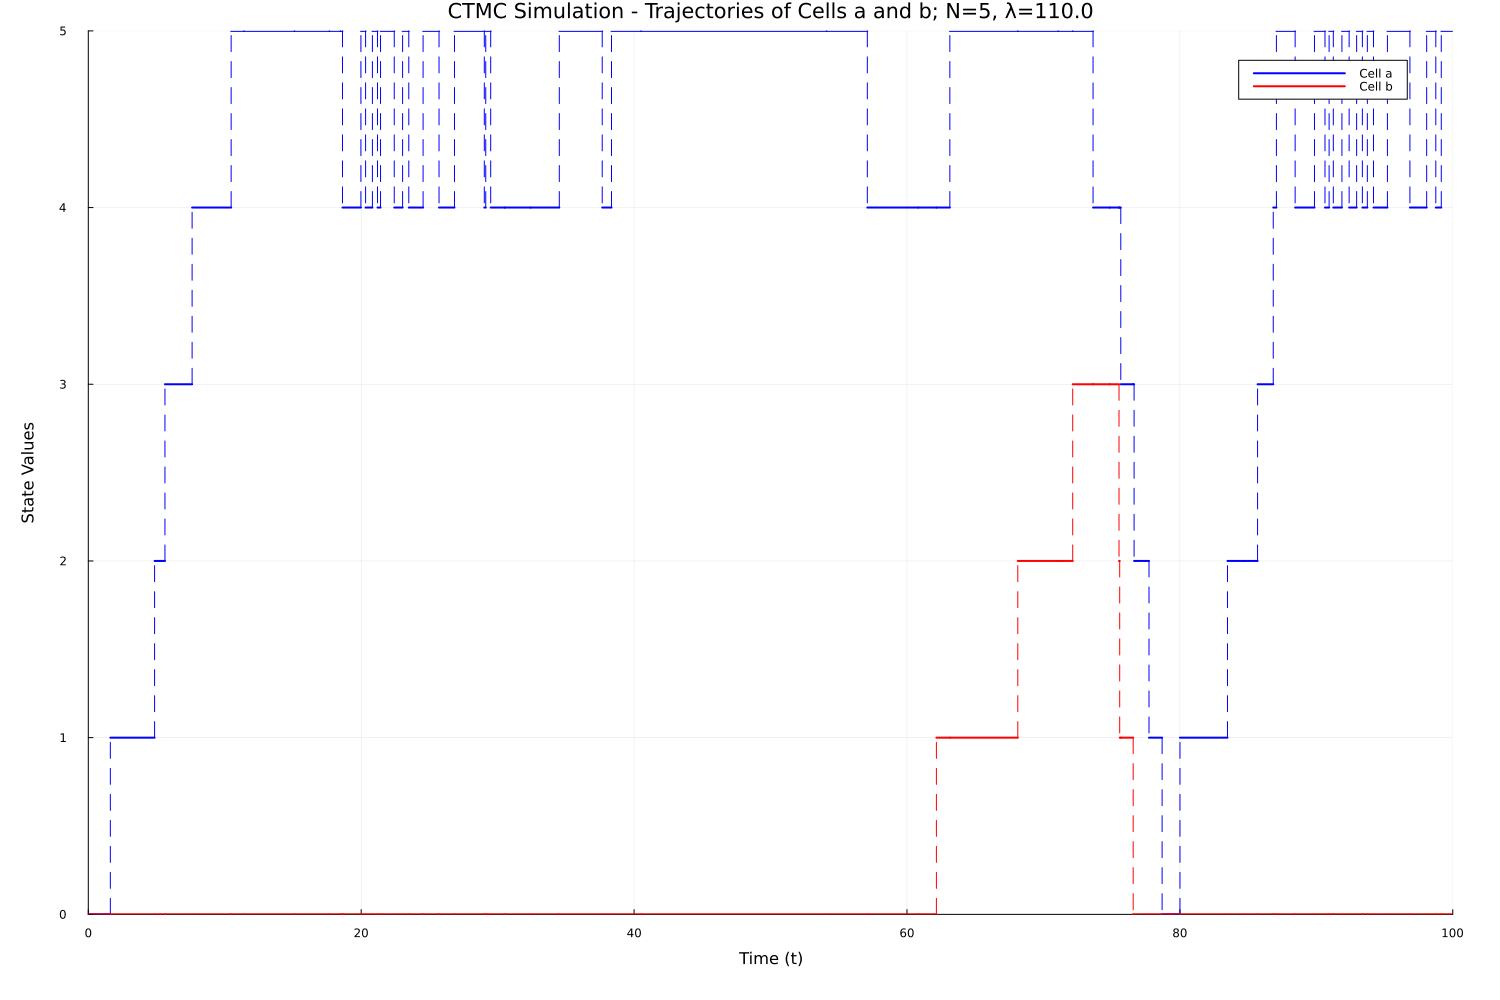 CTMC Simulation - Trajectories of Cells a and b; N=5, λ=110.0
5
Cell a
Cell b
4
3
State Values
2
1
0
0 20 40 60 80 100
Time (t)